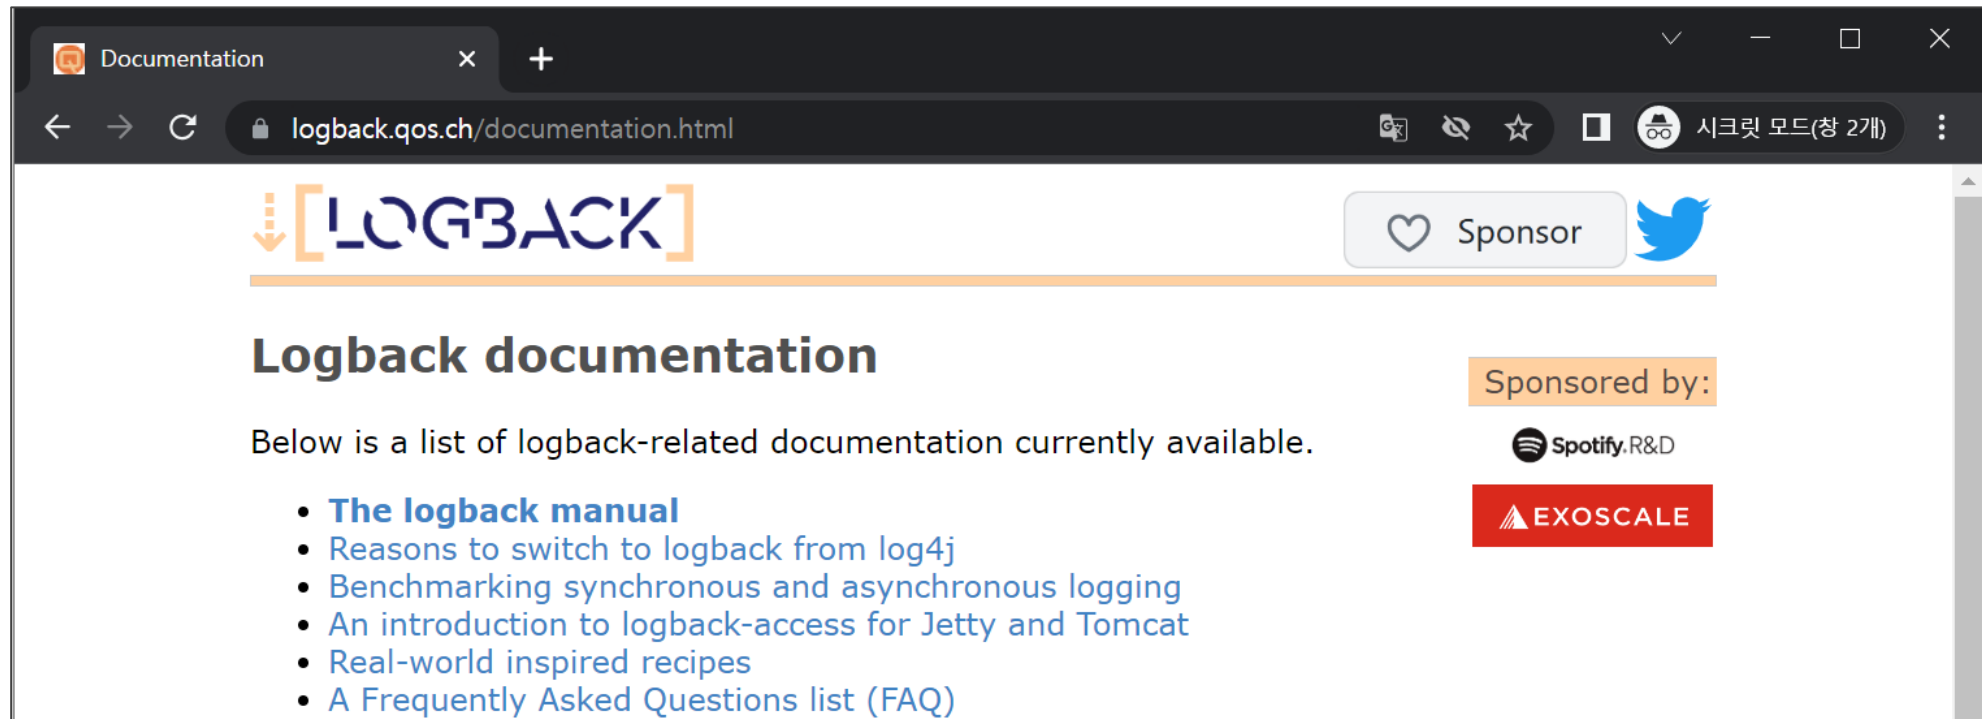 Documentation
logback.qos.ch/documentation.html
시크릿 모드(창 2개)
[LOGBACK]
Sponsor
Logback documentation
Sponsored by:
Below is a list of logback-related documentation currently available.
Spotify.R&D
• The logback manual
EXOSCALE
• Reasons to switch to logback from log4j
• Benchmarking synchronous and asynchronous logging
• An introduction to logback-access for Jetty and Tomcat
• Real-world inspired recipes
• A Frequently Asked Questions list (FAQ)